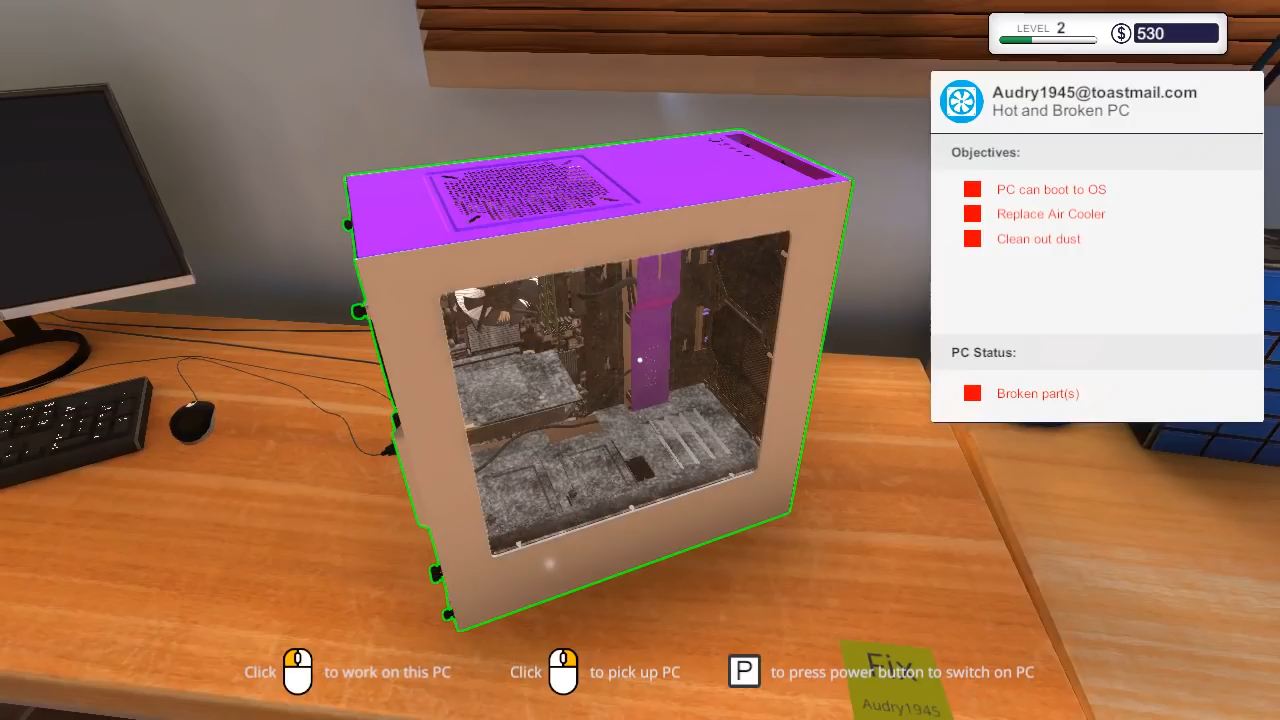 LEVEL 2
$ 530
Audry1945@toastmail.com
Hot and Broken PC
Objectives:
PC can boot to OS
Replace Air Cooler
Clean out dust
PC Status:
Broken part(s)
Click to work on this PC
Click to pick up PC
P to press power button to switch on PC
Fix
Audry1945